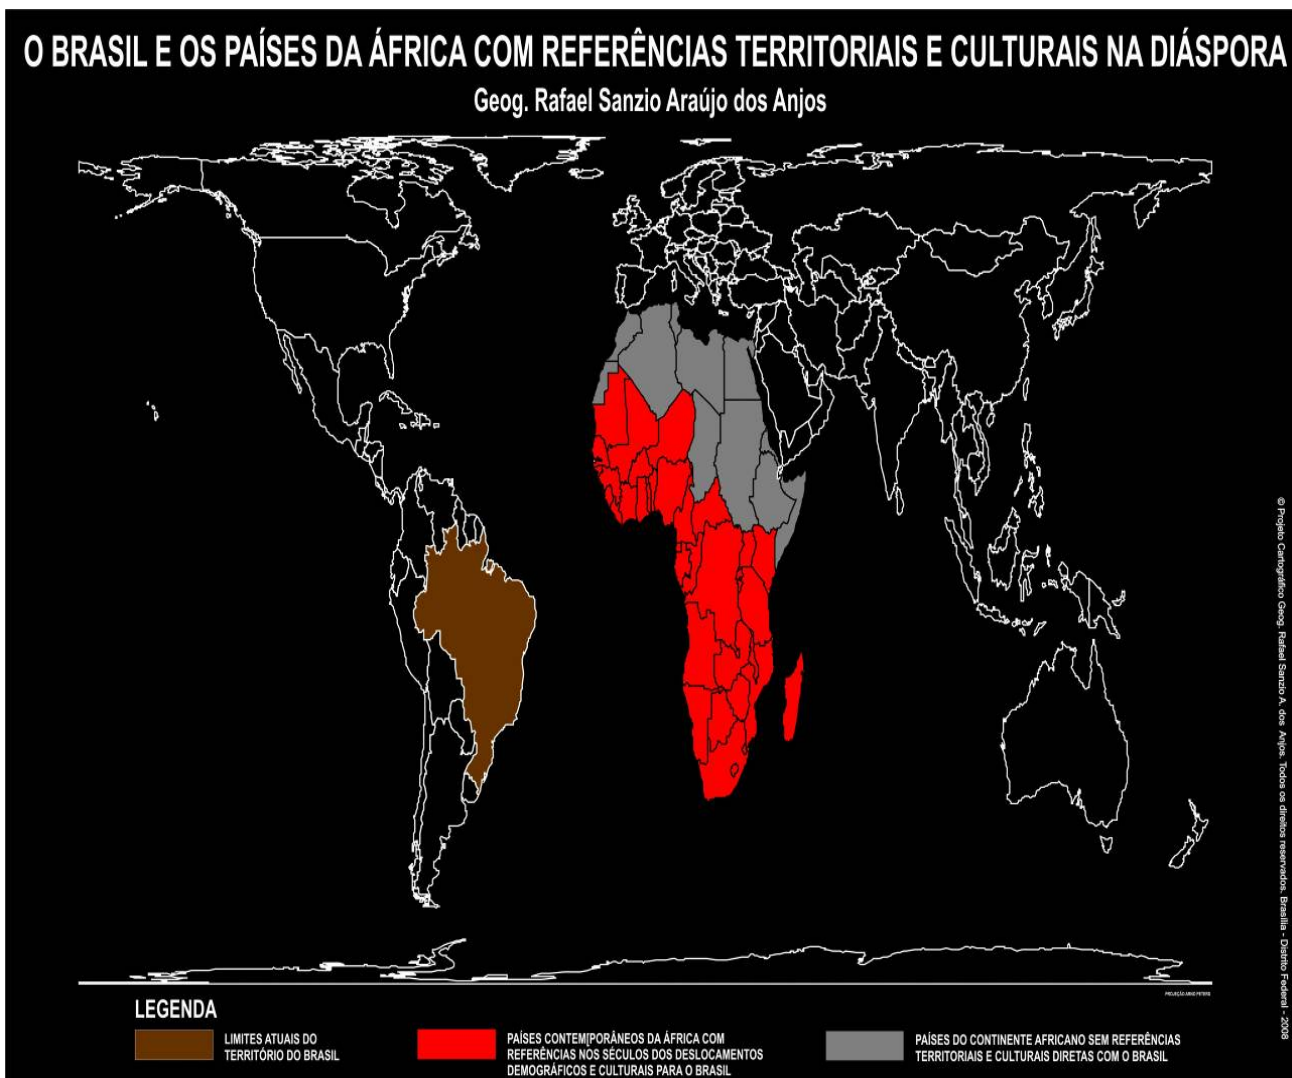 O BRASIL E OS PAÍSES DA ÁFRICA COM REFERÊNCIAS TERRITORIAIS E CULTURAIS NA DIÁSPORA
Geog. Rafael Sanzio Araújo dos Anjos
© Projeto Cartográfico Geog. Rafael Sanzio A. dos Anjos. Todos os direitos reservados. Brasília - Distrito Federal - 2008
PROJEÇÃO ARNO PETERS
LEGENDA
LIMITES ATUAIS DO
TERRITÓRIO DO BRASIL
PAÍSES CONTEM[PORÂNEOS DA ÁFRICA COM
REFERÊNCIAS NOS SÉCULOS DOS DESLOCAMENTOS
DEMOGRÁFICOS E CULTURAIS PARA O BRASIL
PAÍSES DO CONTINENTE AFRICANO SEM REFERÊNCIAS
TERRITORIAIS E CULTURAIS DIRETAS COM O BRASIL